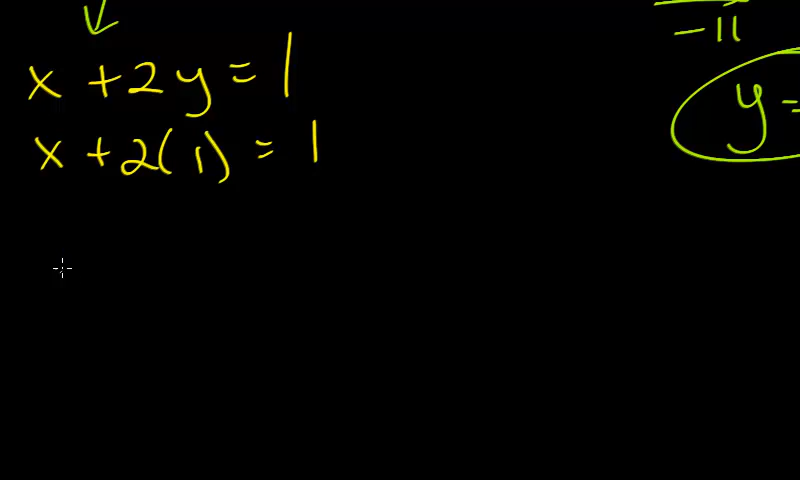 x + 2y = 1
x + 2(1) = 1
-11
y =